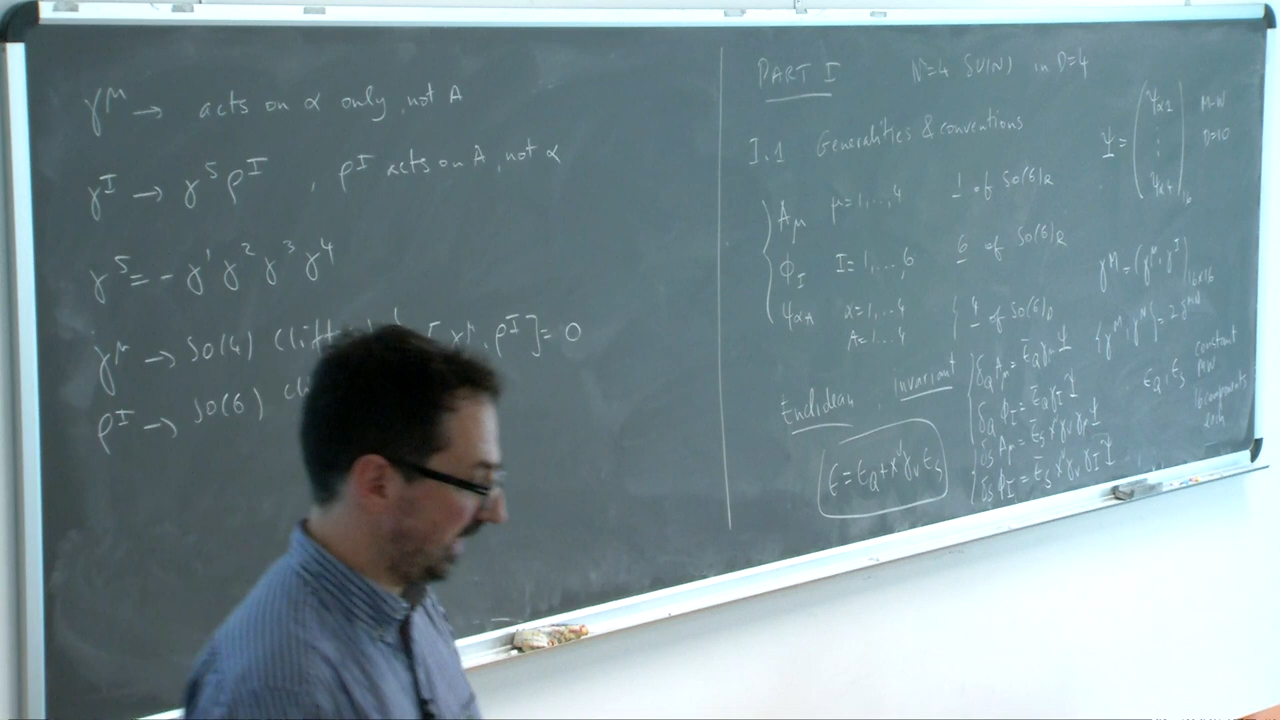 γ^μ → acts on α only, not A
γ^I → γ^5 ρ^I , ρ^I acts on A, not α
γ^5 = - γ^1 γ^2 γ^3 γ^4
γ^μ → SO(4) , ρ^I] = 0
ρ^I → SO(6)
PART I N=4 SU(N) in D=4
I.1 Generalities & conventions
A_μ μ=1,...,4 1 of SO(6)_R
ϕ_I I=1,...,6 6 of SO(6)_R
ψ_αA α=1,...4 4 of SO(6)_R
A=1...4
Euclidean invariant
ϵ = ϵ_Q + x^ν γ_ν ϵ_S
δ_Q A_μ = ϵ̄_Q γ_μ Ψ
δ_Q ϕ_I = ϵ̄_Q γ_I Ψ
δ_S A_μ = ϵ̄_S x^ν γ_ν γ_μ Ψ
δ_S ϕ_I = ϵ̄_S x^ν γ_ν γ_I Ψ
Ψ = (ψ_α1 ⋮ ψ_α4)_16 M-W D=10
γ^M = (γ^μ, γ^I)_16x16
{γ^M, γ^N} = 2 δ^MN
ϵ_Q, ϵ_S constant MW 16 components each